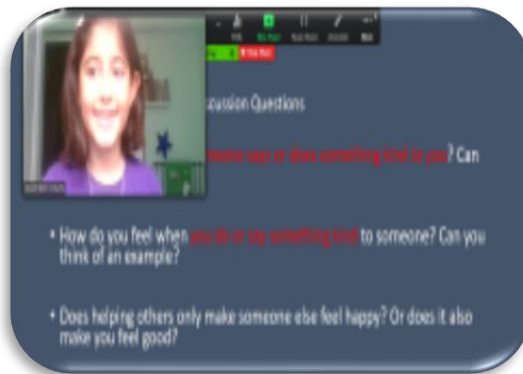 cussion Questions
meone says or does something kind to you? Can
• How do you feel when you do or say something kind to someone? Can you
think of an example?
• Does helping others only make someone else feel happy? Or does it also
make you feel good?